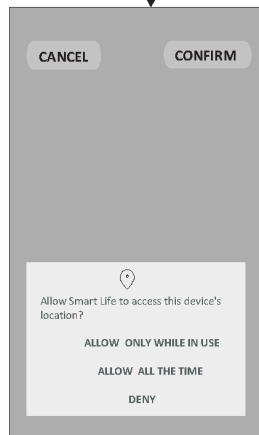 CANCEL
CONFIRM
Allow Smart Life to access this device's
location?
ALLOW ONLY WHILE IN USE
ALLOW ALL THE TIME
DENY